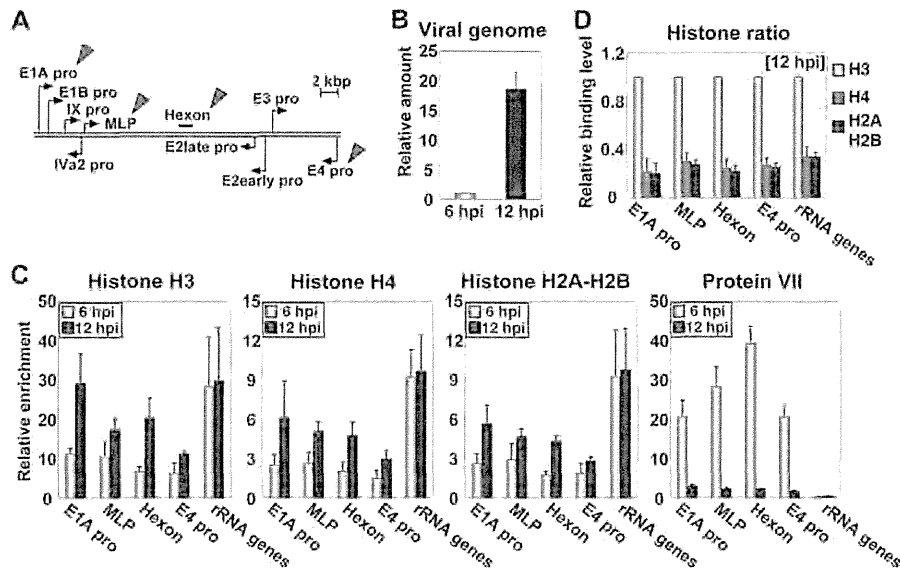 A
E1A pro
E1B pro
IX pro
MLP
Hexon
E3 pro
2 kbp
IVa2 pro
E2late pro
E2early pro
E4 pro
B
Viral genome
Relative amount
25
20
15
10
5
0
6 hpi
12 hpi
D
Histone ratio
[12 hpi]
Relative binding level
1.2
0.8
0.4
0
H3
H4
H2A
H2B
E1A pro
MLP
Hexon
E4 pro
rRNA genes
C
Relative enrichment
Histone H3
50
40
30
20
10
0
6 hpi
12 hpi
E1A pro
MLP
Hexon
E4 pro
rRNA genes
Histone H4
15
12
9
6
3
0
6 hpi
12 hpi
E1A pro
MLP
Hexon
E4 pro
rRNA genes
Histone H2A-H2B
15
12
9
6
3
0
6 hpi
12 hpi
E1A pro
MLP
Hexon
E4 pro
rRNA genes
Protein VII
50
40
30
20
10
0
6 hpi
12 hpi
E1A pro
MLP
Hexon
E4 pro
rRNA genes